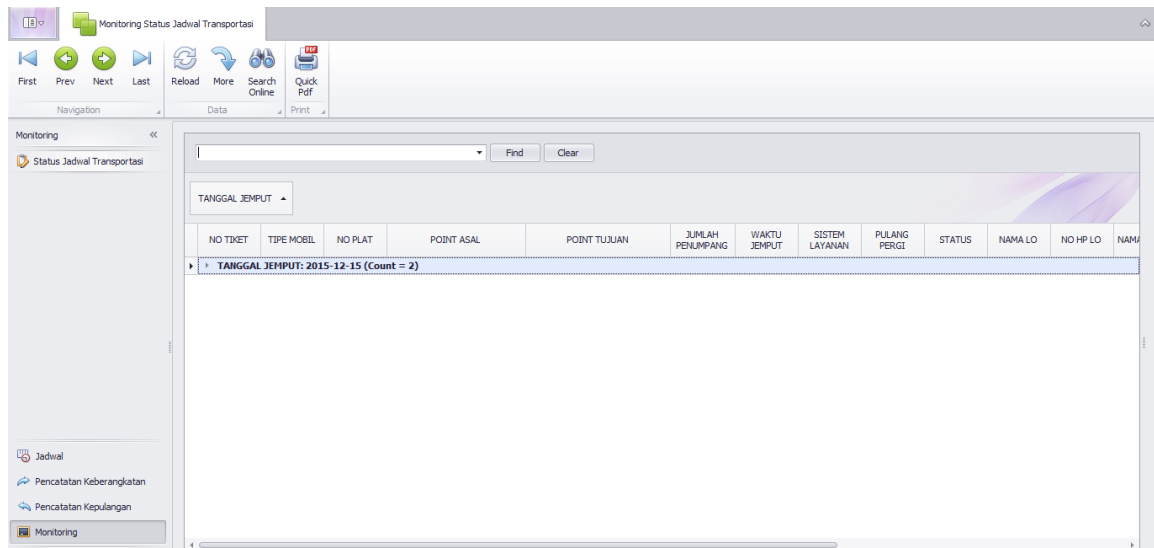 Monitoring Status Jadwal Transportasi
First Prev Next Last Reload More Search Online Quick Pdf
Navigation Data Print
Monitoring
Status Jadwal Transportasi
Find Clear
TANGGAL JEMPUT
NO TIKET TIPE MOBIL NO PLAT POINT ASAL POINT TUJUAN JUMLAH PENUMPANG WAKTU JEMPUT SISTEM LAYANAN PULANG PERGI STATUS NAMA LO NO HP LO NAMA
TANGGAL JEMPUT: 2015-12-15 (Count = 2)
Jadwal
Pencatatan Keberangkatan
Pencatatan Kepulangan
Monitoring